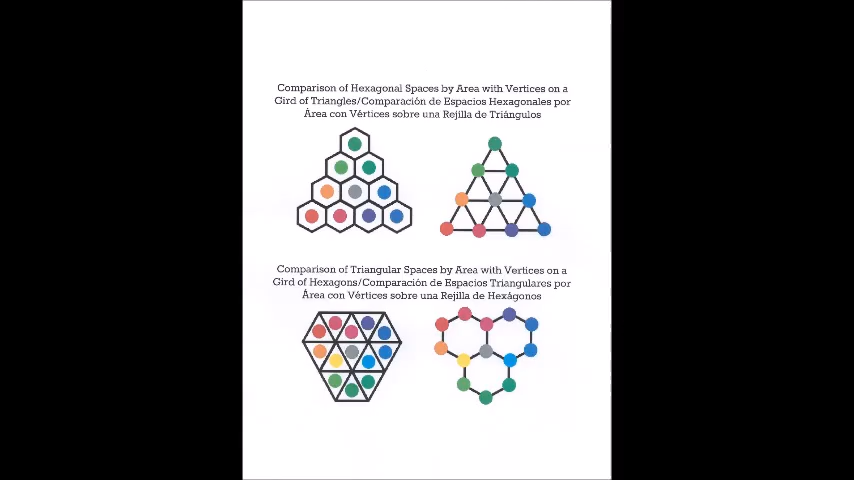 Comparison of Hexagonal Spaces by Area with Vertices on a
Gird of Triangles/Comparación de Espacios Hexagonales por
Área con Vértices sobre una Rejilla de Triángulos
Comparison of Triangular Spaces by Area with Vertices on a
Gird of Hexagons/Comparación de Espacios Triangulares por
Área con Vértices sobre una Rejilla de Hexágonos